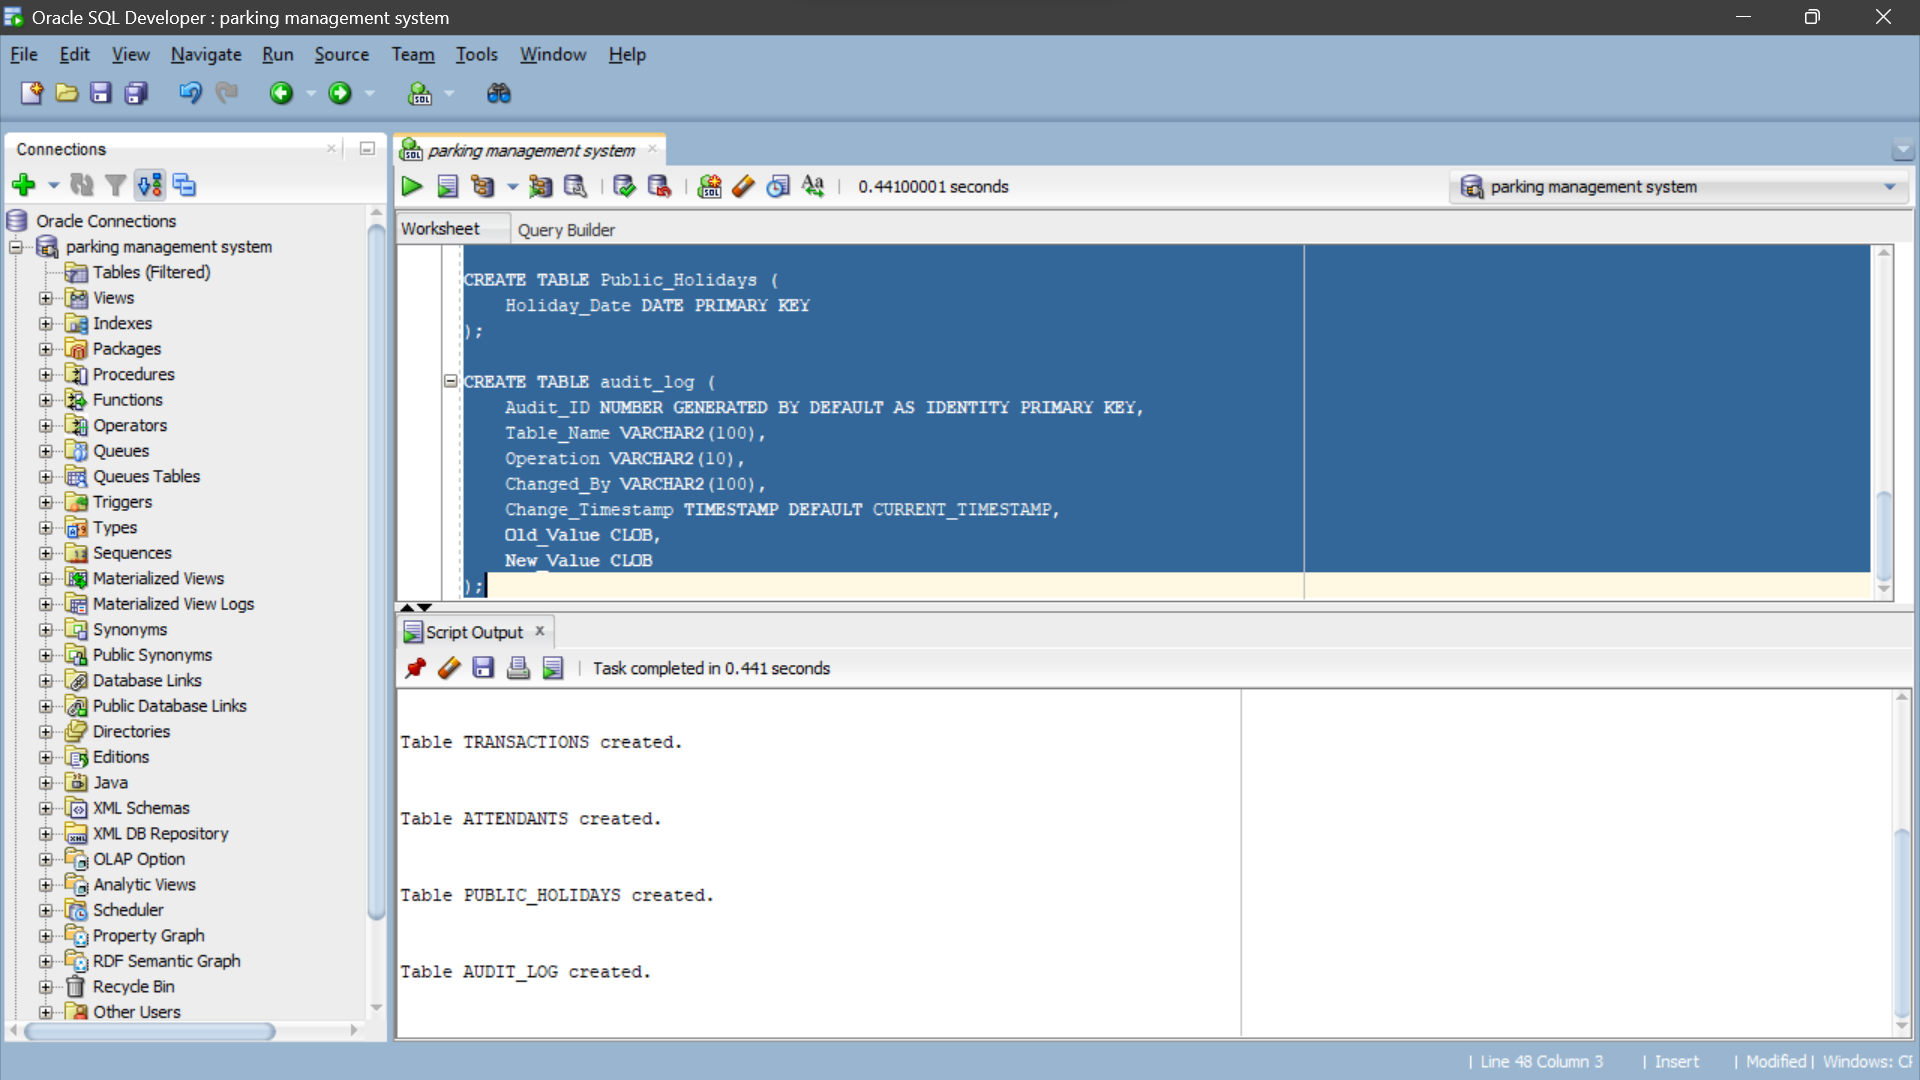 Oracle SQL Developer : parking management system
File Edit View Navigate Run Source Team Tools Window Help
Connections
Oracle Connections
parking management system
Tables (Filtered)
Views
Indexes
Packages
Procedures
Functions
Operators
Queues
Queues Tables
Triggers
Types
Sequences
Materialized Views
Materialized View Logs
Synonyms
Public Synonyms
Database Links
Public Database Links
Directories
Editions
Java
XML Schemas
XML DB Repository
OLAP Option
Analytic Views
Scheduler
Property Graph
RDF Semantic Graph
Recycle Bin
Other Users
parking management system
0.44100001 seconds
parking management system
Worksheet Query Builder
CREATE TABLE Public_Holidays (
Holiday_Date DATE PRIMARY KEY
);
CREATE TABLE audit_log (
Audit_ID NUMBER GENERATED BY DEFAULT AS IDENTITY PRIMARY KEY,
Table_Name VARCHAR2(100),
Operation VARCHAR2(10),
Changed_By VARCHAR2(100),
Change_Timestamp TIMESTAMP DEFAULT CURRENT_TIMESTAMP,
Old_Value CLOB,
New_Value CLOB
);
Script Output
Task completed in 0.441 seconds
Table TRANSACTIONS created.
Table ATTENDANTS created.
Table PUBLIC_HOLIDAYS created.
Table AUDIT_LOG created.
| Line 48 Column 3 | Insert | Modified | Windows: